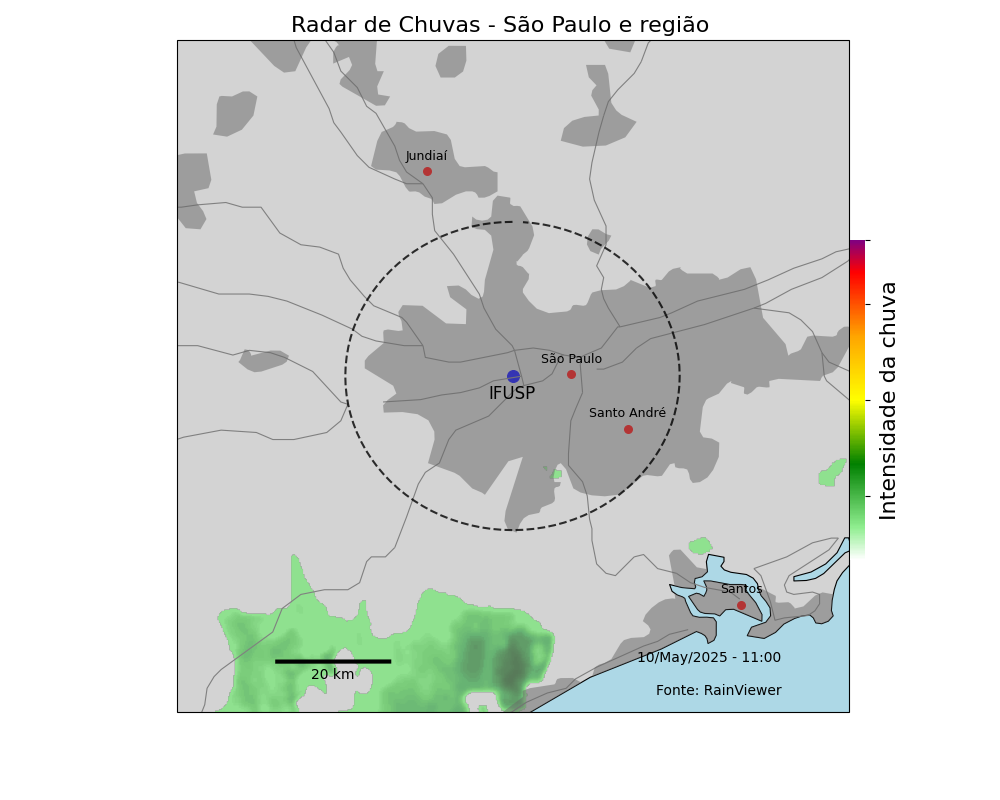 Radar de Chuvas - São Paulo e região
Jundiaí
São Paulo
IFUSP
Santo André
Intensidade da chuva
Santos
10/May/2025 - 11:00
20 km
Fonte: RainViewer